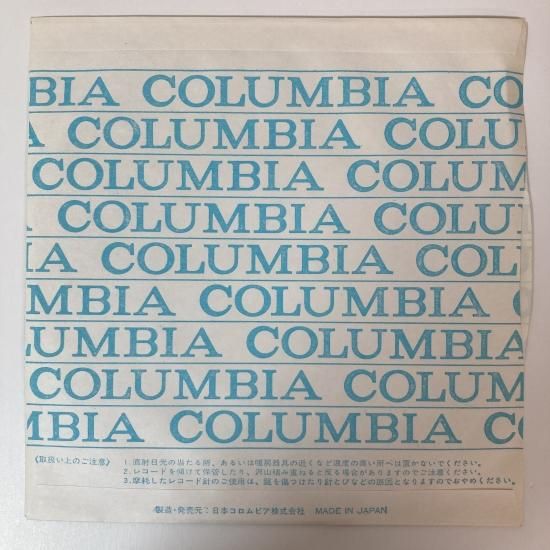 BIA COLUMBIA CO
A COLUMBIA COLU
COLUMBIA COLUM
COLUMBIA COLU
IA COLUMBIA COL
MBIA COLUMBIA C
LUMBIA COLUMBIA
COLUMBIA COLUM
MBIA COLUMBIA CO
《取扱い上のご注意》 1.直射日光の当たる所、あるいは暖房器具の近くなど温度の高い所へは置かないでください。
2.レコードを傾けて保管したり、沢山積み重ねると反る場合がありますのでご注意ください。
3.摩耗したレコード針のご使用は、盤を傷つけたり針とびなどの原因となりますのでおやめください。
製造・発売元：日本コロムビア株式会社 MADE IN JAPAN